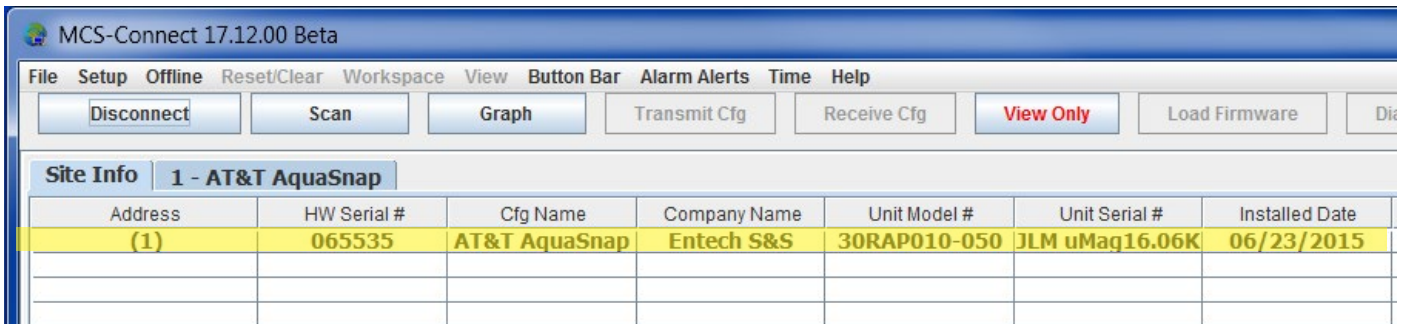 MCS-Connect 17.12.00 Beta
File Setup Offline Reset/Clear Workspace View Button Bar Alarm Alerts Time Help
Disconnect Scan Graph Transmit Cfg Receive Cfg View Only Load Firmware
Site Info 1 - AT&T AquaSnap
Address HW Serial # Cfg Name Company Name Unit Model # Unit Serial # Installed Date
(1) 065535 AT&T AquaSnap Entech S&S 30RAP010-050 JLM uMag16.06K 06/23/2015